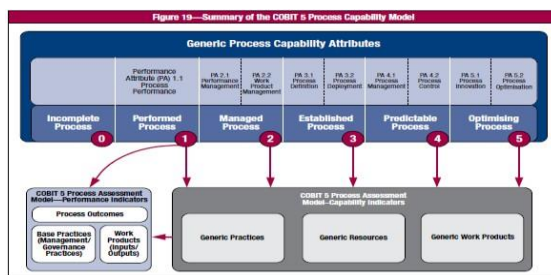 Figure 19—Summary of the COBIT 5 Process Capability Model
Generic Process Capability Attributes
Performance
Attribute (PA) 1.1
Process
Performance
PA 2.1
Performance
Management
PA 2.2
Work
Product
Management
PA 3.1
Process
Definition
PA 3.2
Process
Deployment
PA 4.1
Process
Management
PA 4.2
Process
Control
PA 5.1
Process
Innovation
PA 5.2
Process
Optimisation
Incomplete
Process
Performed
Process
Managed
Process
Established
Process
Predictable
Process
Optimising
Process
0
1
2
3
4
5
COBIT 5 Process Assessment
Model—Performance Indicators
Process Outcomes
Base Practices
(Management/
Governance
Practices)
Work
Products
(Inputs/
Outputs)
COBIT 5 Process Assessment
Model–Capability Indicators
Generic Practices
Generic Resources
Generic Work Products